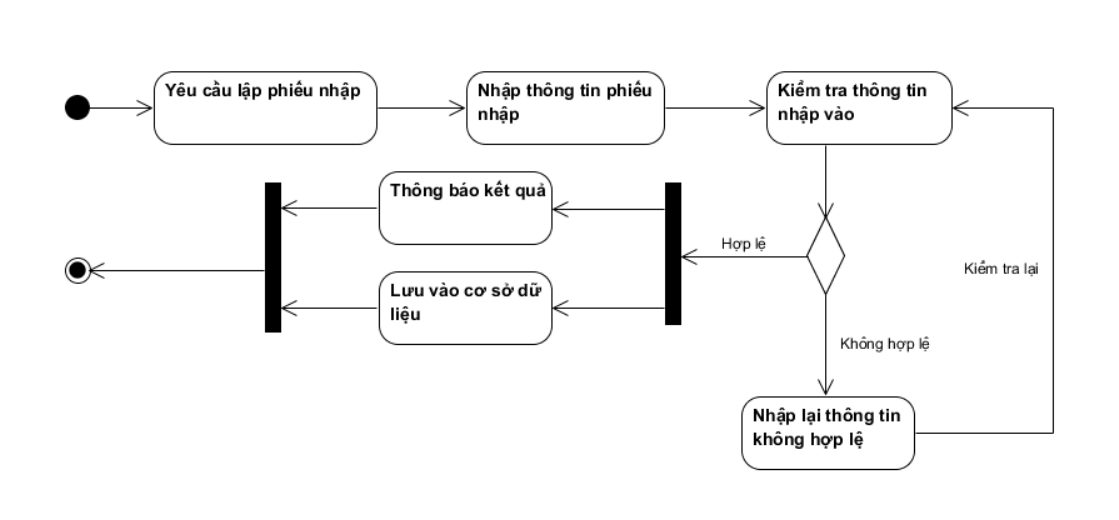 Yêu cầu lập phiếu nhập
Nhập thông tin phiếu
nhập
Kiểm tra thông tin
nhập vào
Thông báo kết quả
Hợp lệ
Kiểm tra lại
Lưu vào cơ sở dữ
liệu
Không hợp lệ
Nhập lại thông tin
không hợp lệ